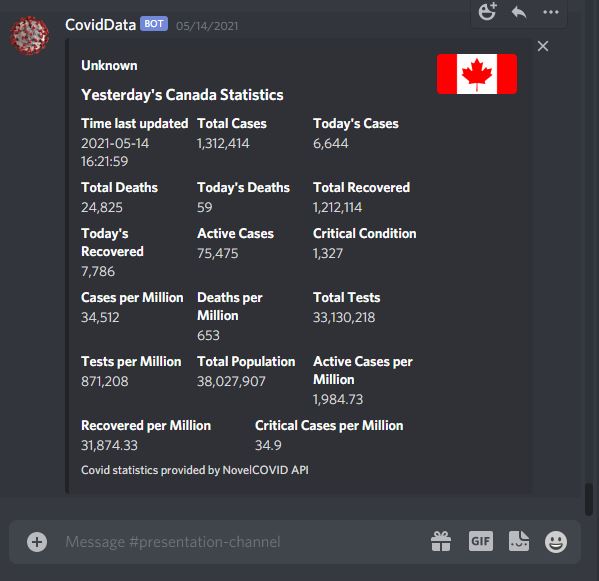 CovidData BOT 05/14/2021
Unknown
Yesterday's Canada Statistics
Time last updated Total Cases Today's Cases
2021-05-14 1,312,414 6,644
16:21:59
Total Deaths Today's Deaths Total Recovered
24,825 59 1,212,114
Today's Active Cases Critical Condition
Recovered 75,475 1,327
7,786
Cases per Million Deaths per Total Tests
34,512 Million 33,130,218
653
Tests per Million Total Population Active Cases per
871,208 38,027,907 Million
1,984.73
Recovered per Million Critical Cases per Million
31,874.33 34.9
Covid statistics provided by NovelCOVID API
Message #presentation-channel GIF